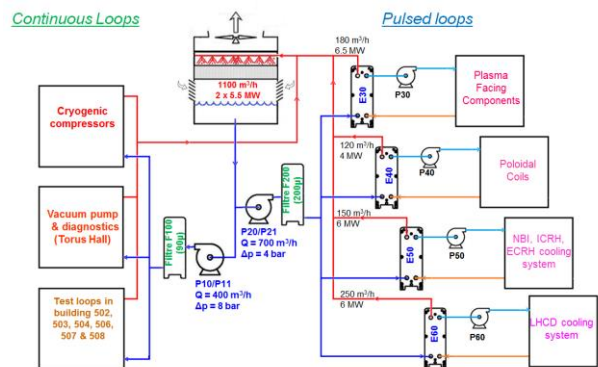 Continuous Loops
Pulsed loops
1100 m³/h
2 x 5.5 MW
180 m³/h
6.5 MW
E30
P30
Plasma
Facing
Components
Cryogenic
compressors
120 m³/h
4 MW
E40
P40
Poloidal
Coils
Vacuum pump
& diagnostics
(Torus Hall)
Filtre F100
(90µ)
P20/P21
Q = 700 m³/h
Δp = 4 bar
Filtre F200
(200µ)
P10/P11
Q = 400 m³/h
Δp = 8 bar
150 m³/h
6 MW
E50
P50
NBI, ICRH,
ECRH cooling
system
Test loops in
building 502,
503, 504, 506,
507 & 508
250 m³/h
6 MW
E60
P60
LHCD cooling
system